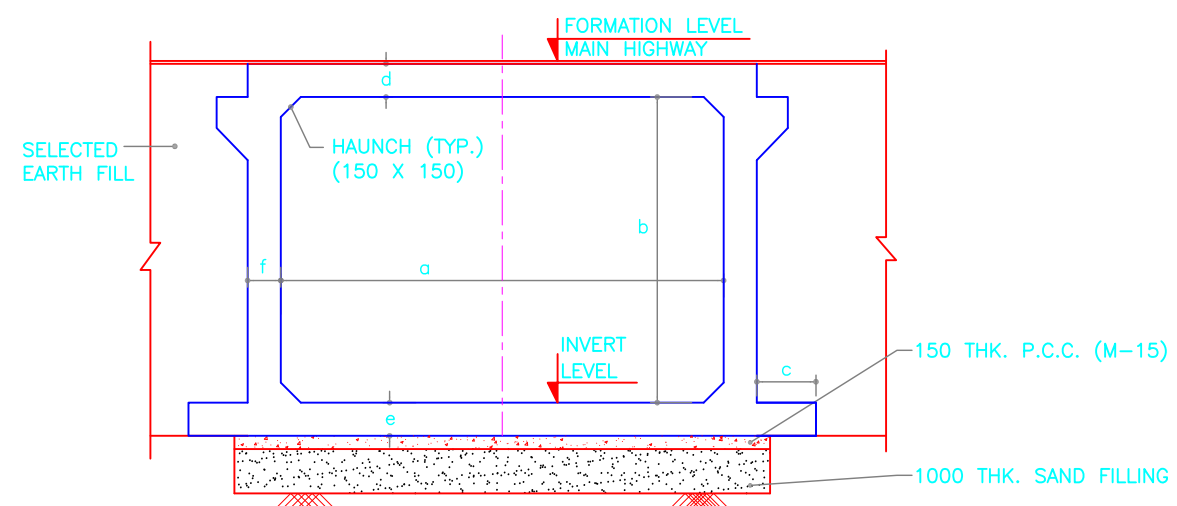 FORMATION LEVEL
MAIN HIGHWAY
d
HAUNCH (TYP.)
(150 X 150)
SELECTED
EARTH FILL
b
f
a
INVERT
LEVEL
150 THK. P.C.C. (M-15)
c
e
1000 THK. SAND FILLING